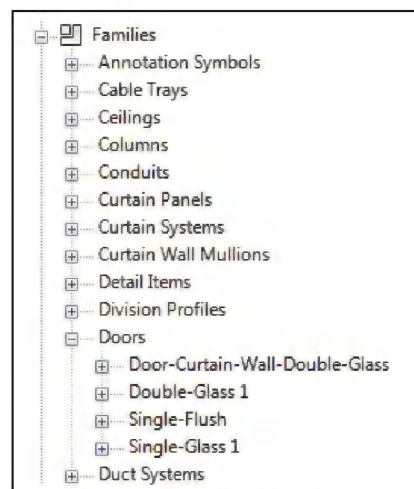 Families
Annotation Symbols
Cable Trays
Ceilings
Columns
Conduits
Curtain Panels
Curtain Systems
Curtain Wall Mullions
Detail Items
Division Profiles
Doors
Door-Curtain-Wall-Double-Glass
Double-Glass 1
Single-Flush
Single-Glass 1
Duct Systems